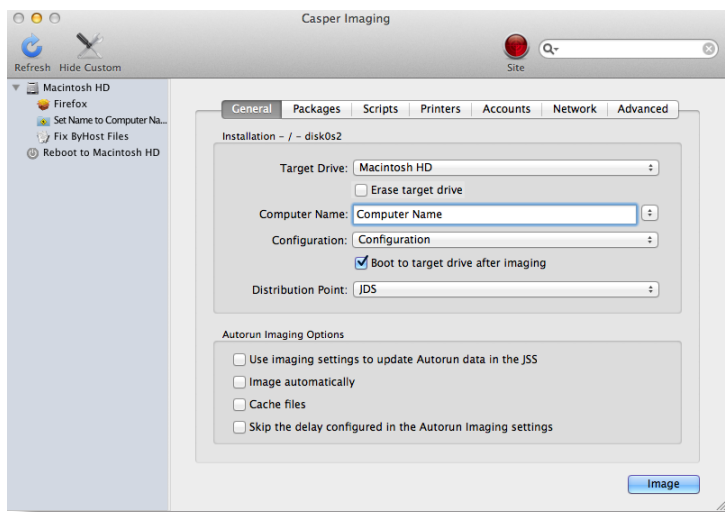 Casper Imaging
Refresh Hide Custom
Site
Macintosh HD
Firefox
Set Name to Computer Na...
Fix ByHost Files
Reboot to Macintosh HD
General Packages Scripts Printers Accounts Network Advanced
Installation - / - disk0s2
Target Drive: Macintosh HD
Erase target drive
Computer Name: Computer Name
Configuration: Configuration
Boot to target drive after imaging
Distribution Point: JDS
Autorun Imaging Options
Use imaging settings to update Autorun data in the JSS
Image automatically
Cache files
Skip the delay configured in the Autorun Imaging settings
Image